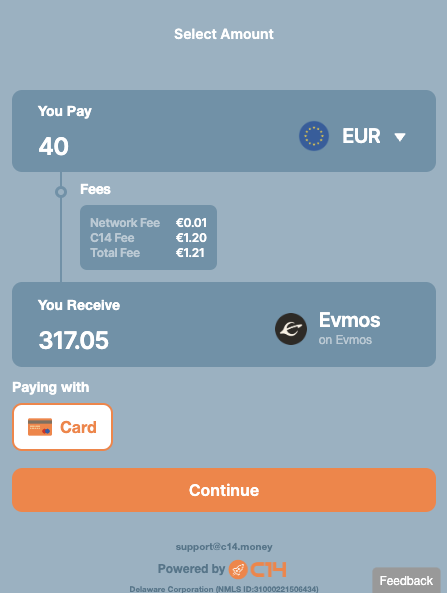 Select Amount
You Pay
40
EUR
Fees
Network Fee €0.01
C14 Fee €1.20
Total Fee €1.21
You Receive
317.05
Evmos
on Evmos
Paying with
Card
Continue
support@c14.money
Powered by C14
Delaware Corporation (NMLS ID:31000221506434)
Feedback